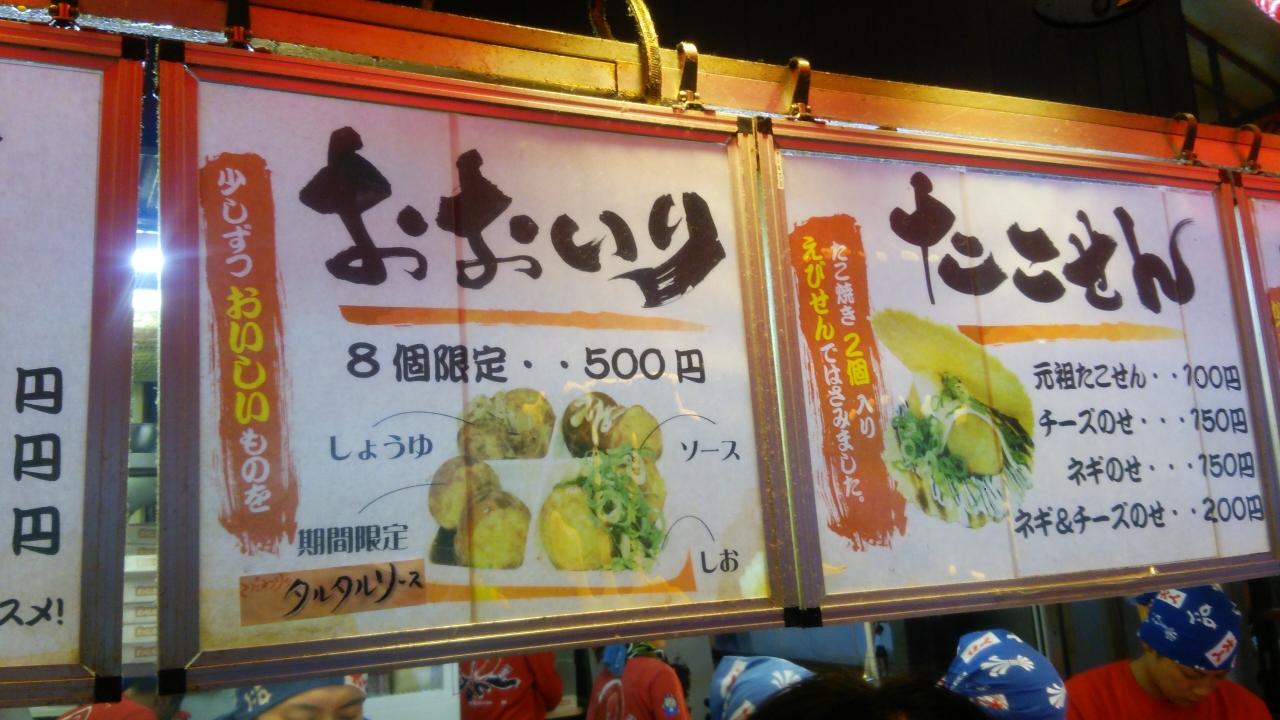 円
円
円
スメ!
おおいり
少しずつおいしいものを
8個限定・・500円
しょうゆ
ソース
期間限定
タルタルソース
しお
たこせん
たこ焼き2個入り
えびせんではさみました。
元祖たこせん・・100円
チーズのせ・・・150円
ネギのせ・・・150円
ネギ&チーズのせ・・200円